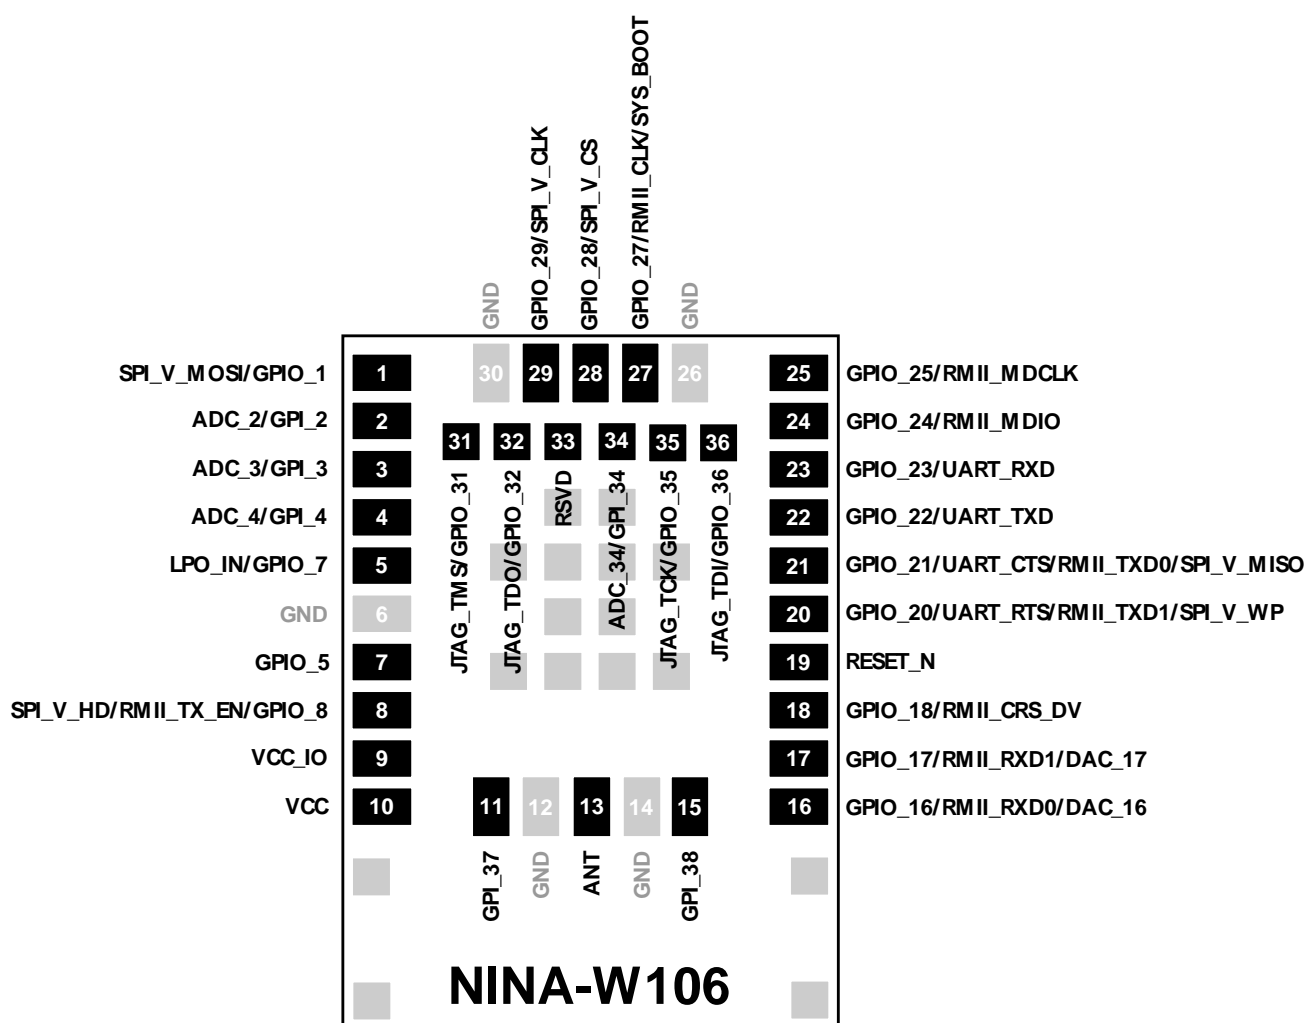 GND
GPIO_29/SPI_V_CLK
GPIO_28/SPI_V_CS
GPIO_27/RMII_CLK/SYS_BOOT
GND
30
29
28
27
26
SPI_V_MOSI/GPIO_1
1
ADC_2/GPI_2
2
ADC_3/GPI_3
3
ADC_4/GPI_4
4
LPO_IN/GPIO_7
5
GND
6
GPIO_5
7
SPI_V_HD/RMII_TX_EN/GPIO_8
8
VCC_IO
9
VCC
10
31
32
33
34
35
36
JTAG_TMS/GPIO_31
JTAG_TDO/GPIO_32
RSVD
ADC_34/GPI_34
JTAG_TCK/GPIO_35
JTAG_TDI/GPIO_36
25
GPIO_25/RMII_MDCLK
24
GPIO_24/RMII_MDIO
23
GPIO_23/UART_RXD
22
GPIO_22/UART_TXD
21
GPIO_21/UART_CTS/RMII_TXD0/SPI_V_MISO
20
GPIO_20/UART_RTS/RMII_TXD1/SPI_V_WP
19
RESET_N
18
GPIO_18/RMII_CRS_DV
17
GPIO_17/RMII_RXD1/DAC_17
16
GPIO_16/RMII_RXD0/DAC_16
11
12
13
14
15
GPI_37
GND
ANT
GND
GPI_38
NINA-W106